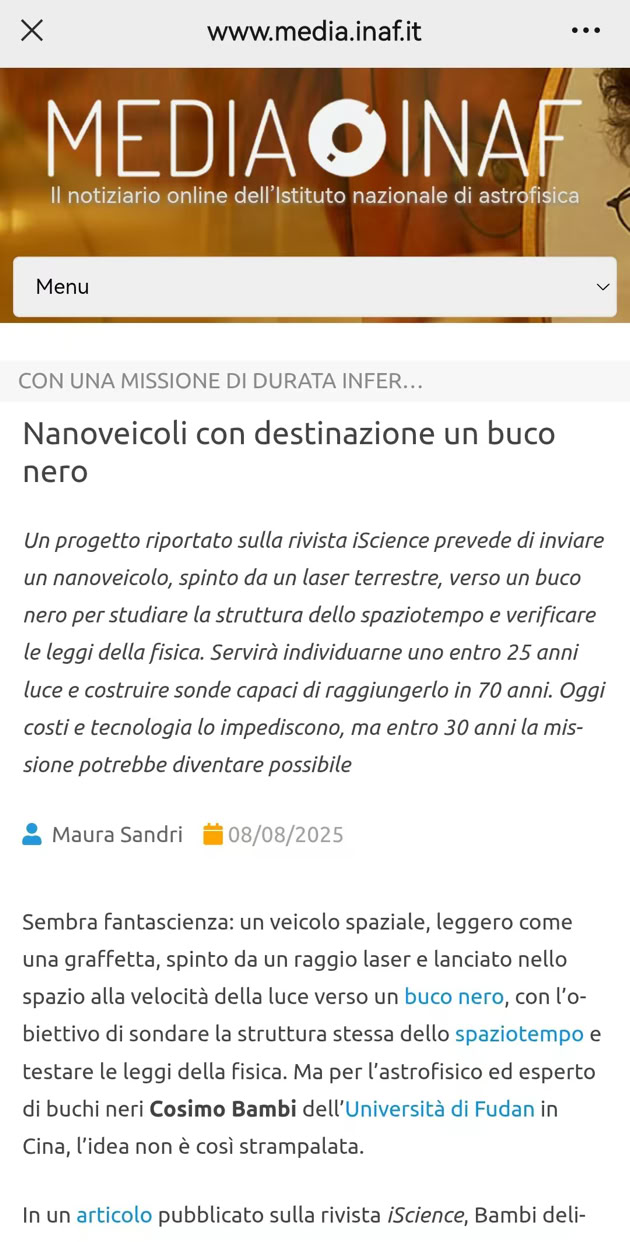 www.media.inaf.it
MEDIA INAF
Il notiziario online dell'Istituto nazionale di astrofisica
Menu
CON UNA MISSIONE DI DURATA INFER…
Nanoveicoli con destinazione un buco
nero
Un progetto riportato sulla rivista iScience prevede di inviare
un nanoveicolo, spinto da un laser terrestre, verso un buco
nero per studiare la struttura dello spaziotempo e verificare
le leggi della fisica. Servirà individuarne uno entro 25 anni
luce e costruire sonde capaci di raggiungerlo in 70 anni. Oggi
costi e tecnologia lo impediscono, ma entro 30 anni la mis-
sione potrebbe diventare possibile
Maura Sandri 08/08/2025
Sembra fantascienza: un veicolo spaziale, leggero come
una graffetta, spinto da un raggio laser e lanciato nello
spazio alla velocità della luce verso un buco nero, con l'o-
biettivo di sondare la struttura stessa dello spaziotempo e
testare le leggi della fisica. Ma per l'astrofisico ed esperto
di buchi neri Cosimo Bambi dell'Università di Fudan in
Cina, l'idea non è così strampalata.
In un articolo pubblicato sulla rivista iScience, Bambi deli-